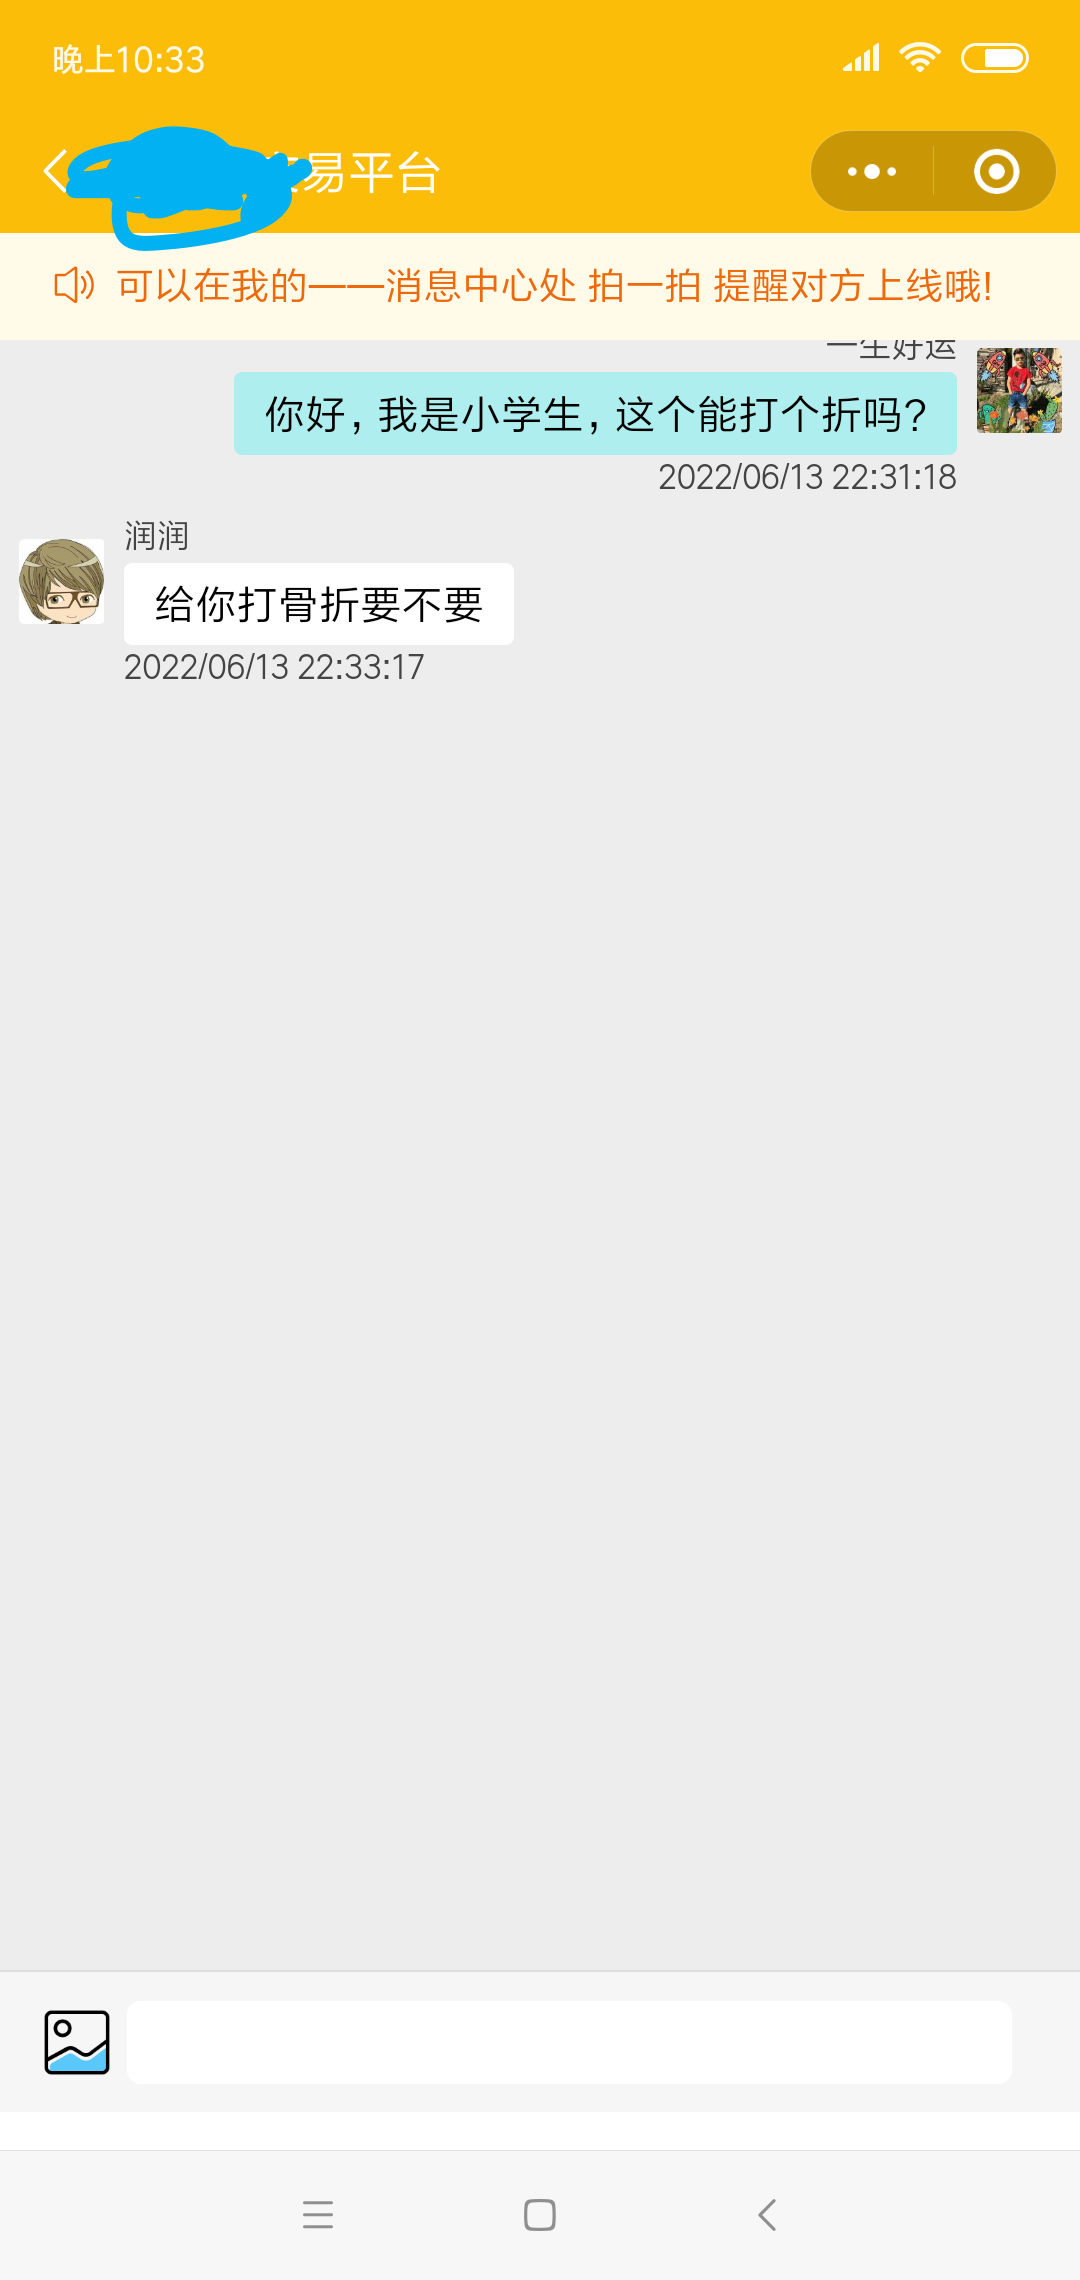 晚上10:33
易平台
可以在我的——消息中心处 拍一拍 提醒对方上线哦!
一生好运
你好,我是小学生,这个能打个折吗?
2022/06/13 22:31:18
润润
给你打骨折要不要
2022/06/13 22:33:17